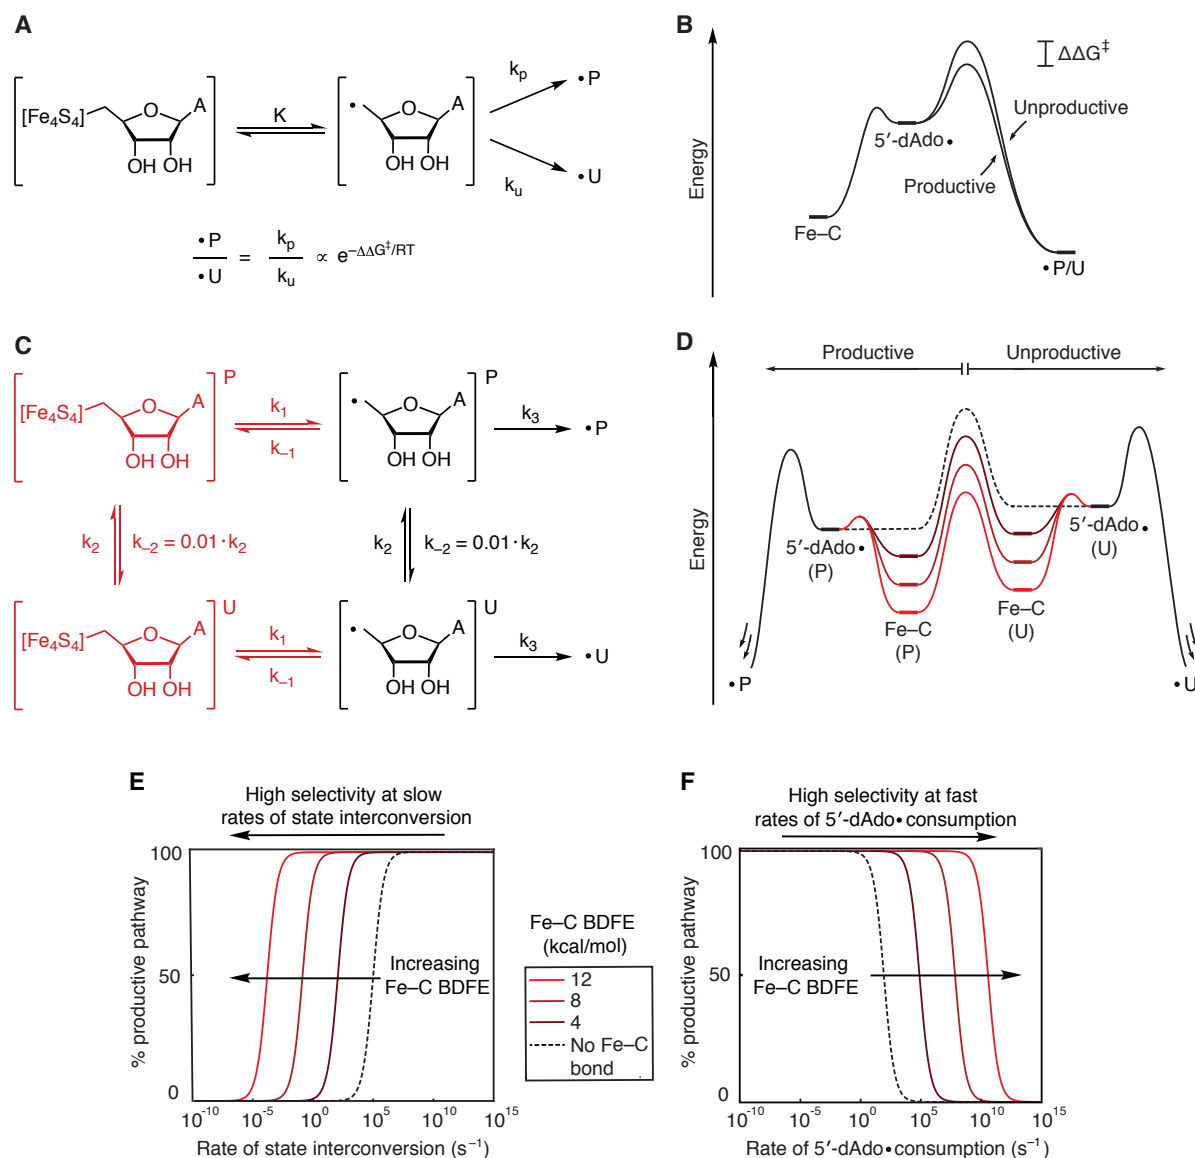 A
[Fe4S4]
O
A
OH OH
K
O
A
OH OH
kp
•P
ku
•U
•P / •U = kp / ku ∝ e−ΔΔG‡/RT
B
Energy
Fe–C
5′-dAdo•
ΔΔG‡
Unproductive
Productive
•P/U
C
[Fe4S4]
O
A
OH OH
P
k1
k−1
O
A
OH OH
P
k3
•P
k2
k−2 = 0.01·k2
k2
k−2 = 0.01·k2
[Fe4S4]
O
A
OH OH
U
k1
k−1
O
A
OH OH
U
k3
•U
D
Productive
Unproductive
Energy
5′-dAdo•
(P)
Fe–C
(P)
Fe–C
(U)
5′-dAdo•
(U)
•P
•U
E
High selectivity at slow
rates of state interconversion
% productive pathway
100
50
0
Increasing
Fe–C BDFE
10−10
10−5
100
105
1010
1015
Rate of state interconversion (s−1)
Fe–C BDFE
(kcal/mol)
12
8
4
No Fe–C
bond
F
High selectivity at fast
rates of 5′-dAdo• consumption
% productive pathway
100
50
0
Increasing
Fe–C BDFE
10−10
10−5
100
105
1010
1015
Rate of 5′-dAdo• consumption (s−1)